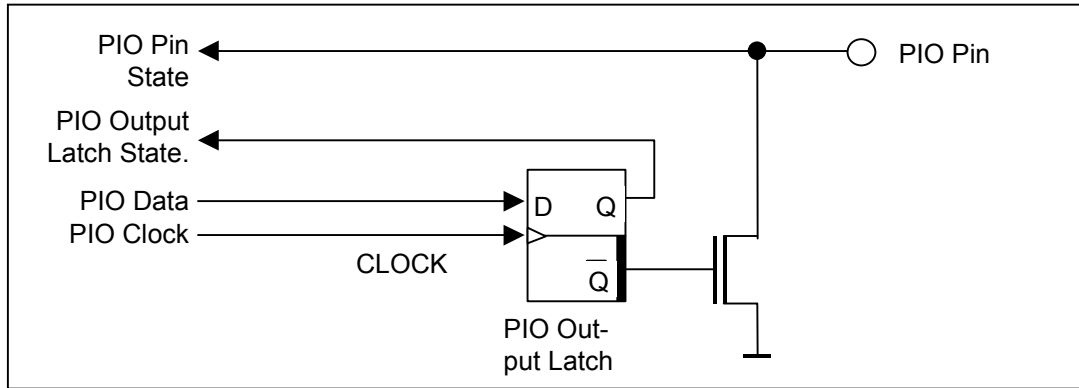 PIO Pin
State
PIO Pin
PIO Output
Latch State.
PIO Data
PIO Clock
D
Q
CLOCK
Q̅
PIO Out-
put Latch